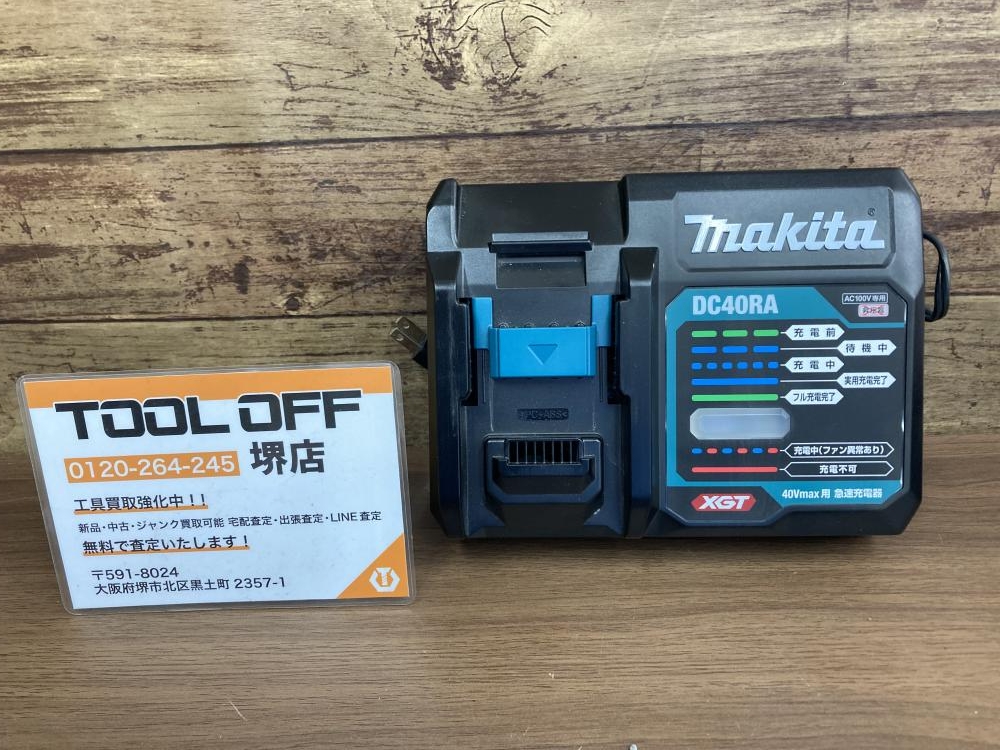 TOOL OFF
0120-264-245 堺店
工具買取強化中!!
新品・中古・ジャンク買取可能 宅配査定・出張査定・LINE査定
無料で査定いたします!
〒591-8024
大阪府堺市北区黒土町 2357-1
makita®
DC40RA
AC100V専用
充電前
待機中
充電中
実用充電完了
フル充電完了
充電中(ファン異常あり)
充電不可
XGT
40Vmax用 急速充電器
>PC+ABS<